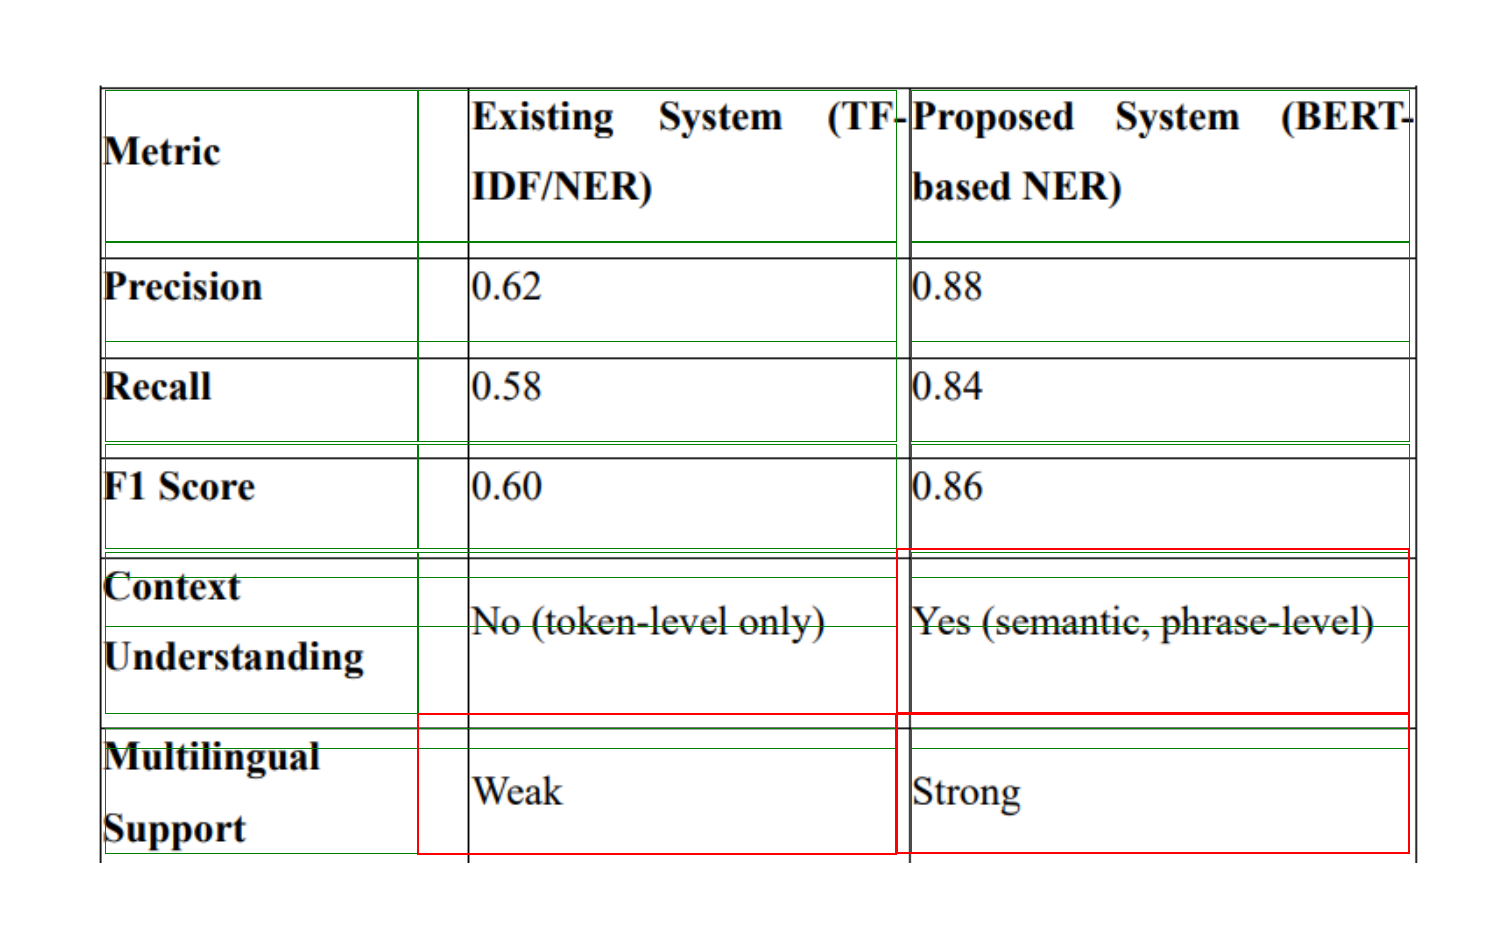 Metric
Existing System (TF-
IDF/NER)
Proposed System (BERT-
based NER)
Precision
0.62
0.88
Recall
0.58
0.84
F1 Score
0.60
0.86
Context
Understanding
No (token-level only)
Yes (semantic, phrase-level)
Multilingual
Support
Weak
Strong